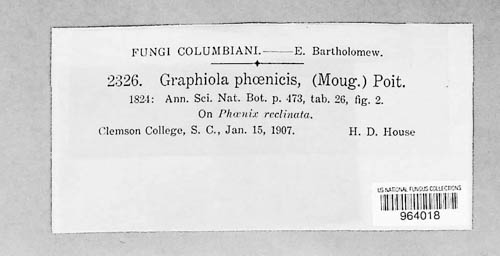 FUNGI COLUMBIANI.——E. Bartholomew.
2326. Graphiola phœnicis, (Moug.) Poit.
1824: Ann. Sci. Nat. Bot. p. 473, tab. 26, fig. 2.
On Phœnix reclinata.
Clemson College, S. C., Jan. 15, 1907. H. D. House
US NATIONAL FUNGUS COLLECTIONS
964018